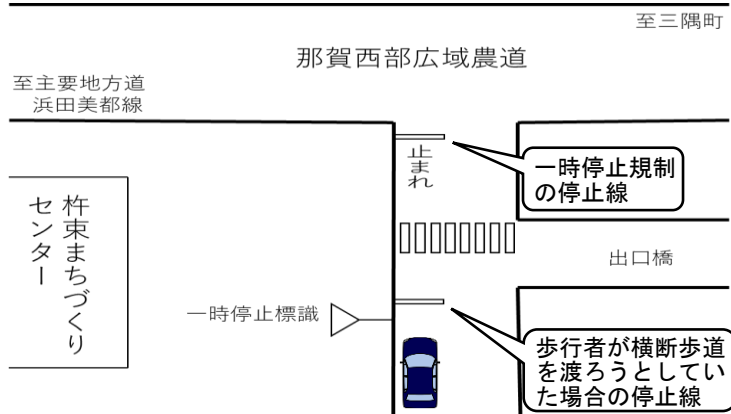 至三隅町
那賀西部広域農道
至主要地方道
浜田美都線
止まれ
一時停止規制
の停止線
杵束まちづくり
センター
出口橋
一時停止標識
歩行者が横断歩道
を渡ろうとしてい
た場合の停止線